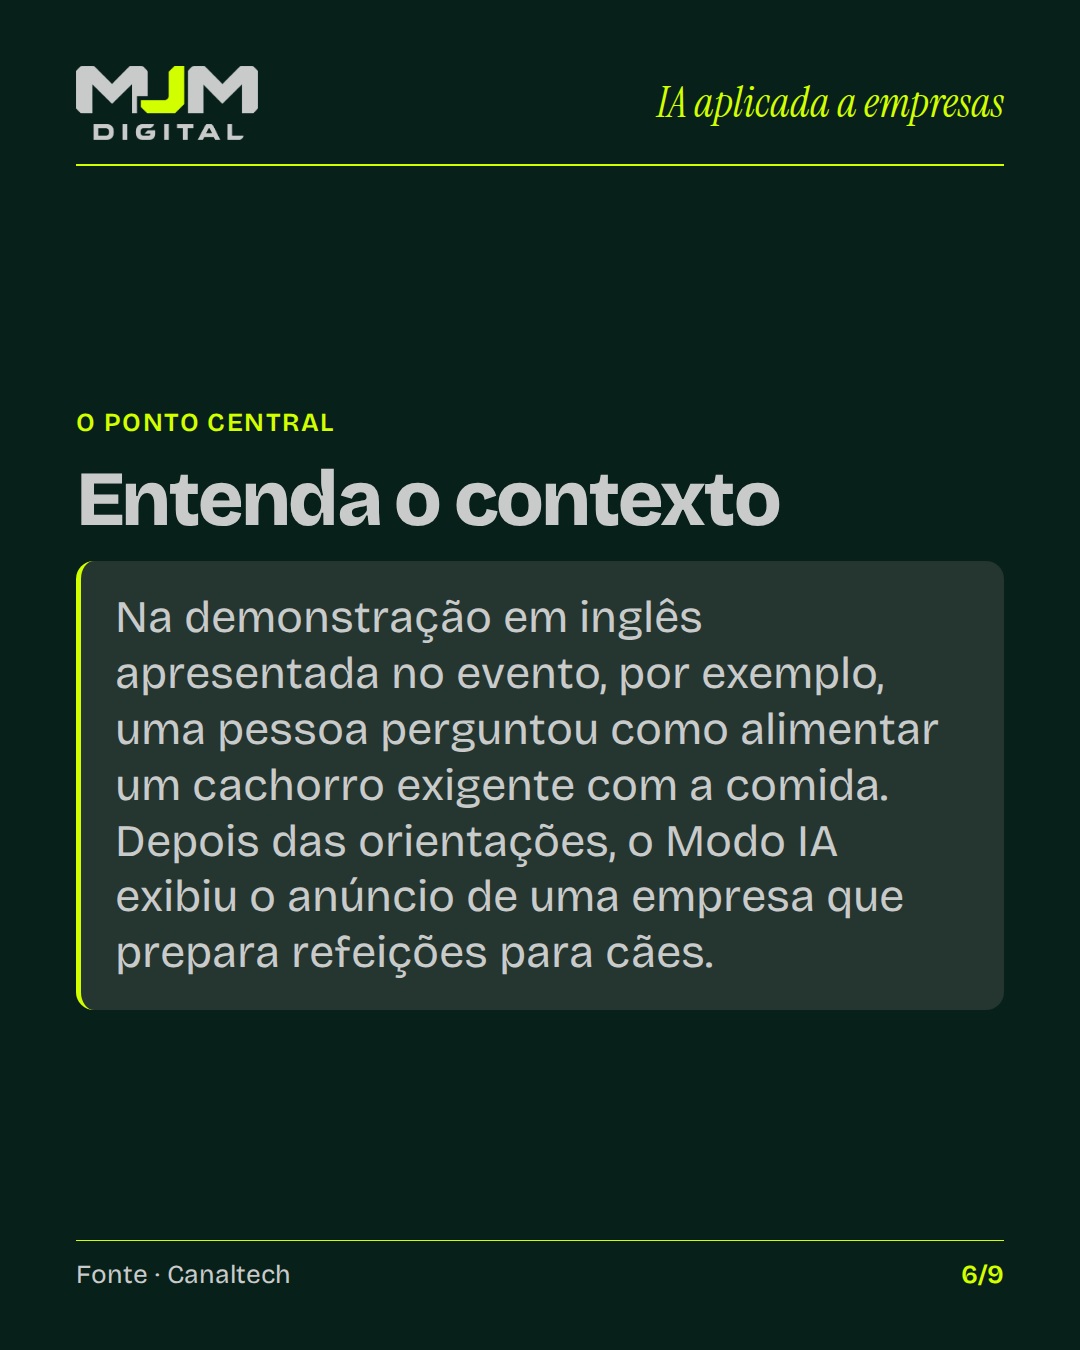 MJM
DIGITAL
IA aplicada a empresas
O PONTO CENTRAL
Entenda o contexto
Na demonstração em inglês
apresentada no evento, por exemplo,
uma pessoa perguntou como alimentar
um cachorro exigente com a comida.
Depois das orientações, o Modo IA
exibiu o anúncio de uma empresa que
prepara refeições para cães.
Fonte · Canaltech
6/9